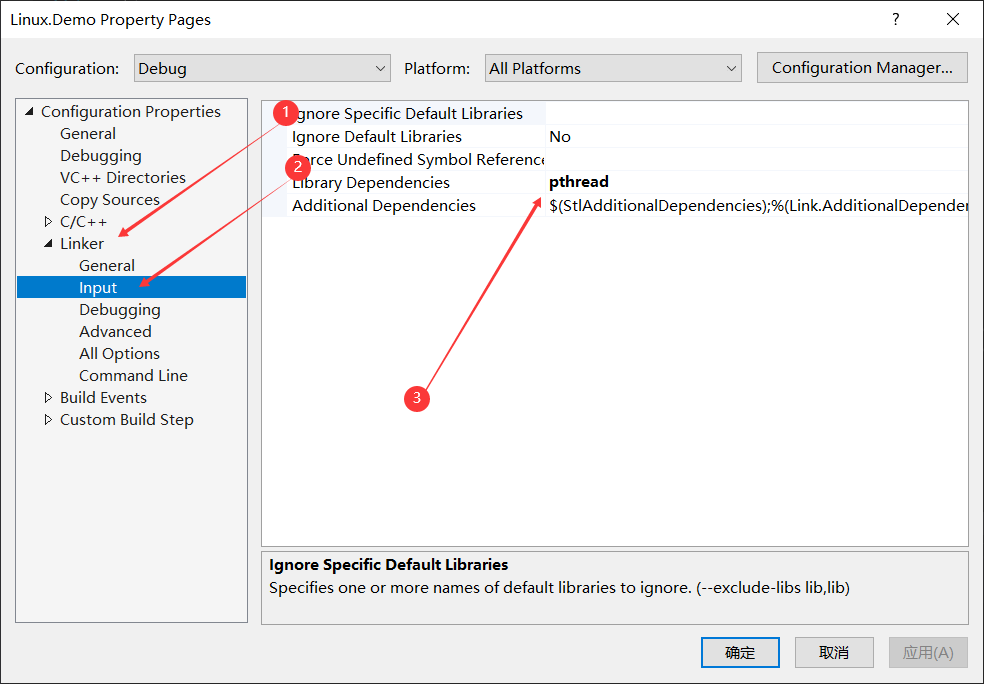 Linux.Demo Property Pages
?
Configuration: Debug Platform: All Platforms Configuration Manager...
Configuration Properties
General
Debugging
VC++ Directories
Copy Sources
C/C++
Linker
General
Input
Debugging
Advanced
All Options
Command Line
Build Events
Custom Build Step
1
2
3
gnore Specific Default Libraries
Ignore Default Libraries No
Force Undefined Symbol Reference
Library Dependencies pthread
Additional Dependencies $(StlAdditionalDependencies);%(Link.AdditionalDependen
Ignore Specific Default Libraries
Specifies one or more names of default libraries to ignore. (--exclude-libs lib,lib)
确定 取消 应用(A)